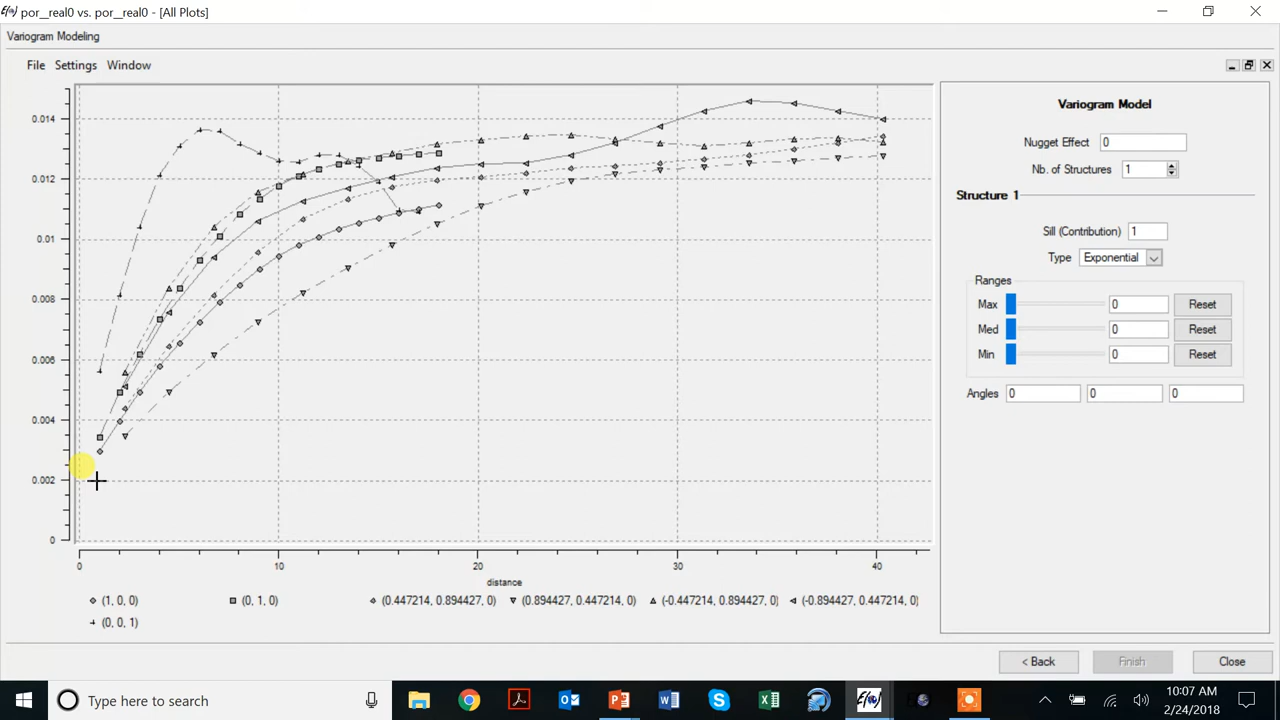 E(type) por__real0 vs. por__real0 - [All Plots]
Variogram Modeling
File Settings Window
0.014
0.012
0.01
0.008
0.006
0.004
0.002
0
0 10 20 30 40
distance
(1, 0, 0) (0, 1, 0) (0.447214, 0.894427, 0) (0.894427, 0.447214, 0) (-0.447214, 0.894427, 0) (-0.894427, 0.447214, 0)
(0, 0, 1)
Variogram Model
Nugget Effect 0
Nb. of Structures 1
Structure 1
Sill (Contribution) 1
Type Exponential
Ranges
Max 0 Reset
Med 0 Reset
Min 0 Reset
Angles 0 0 0
< Back Finish Close
Type here to search
10:07 AM
2/24/2018